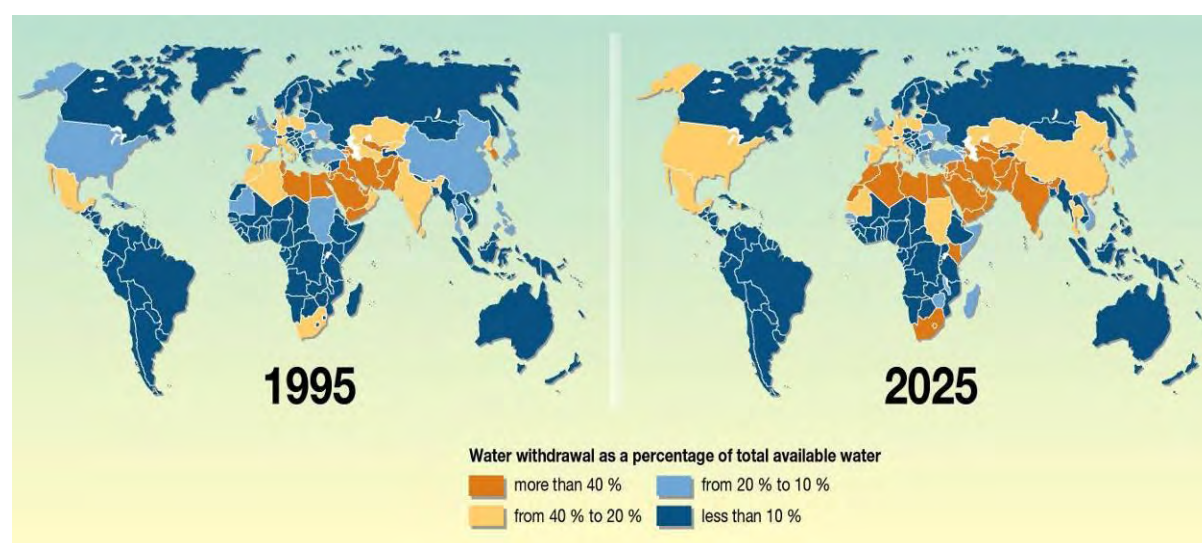 1995
2025
Water withdrawal as a percentage of total available water
more than 40 %
from 20 % to 10 %
from 40 % to 20 %
less than 10 %